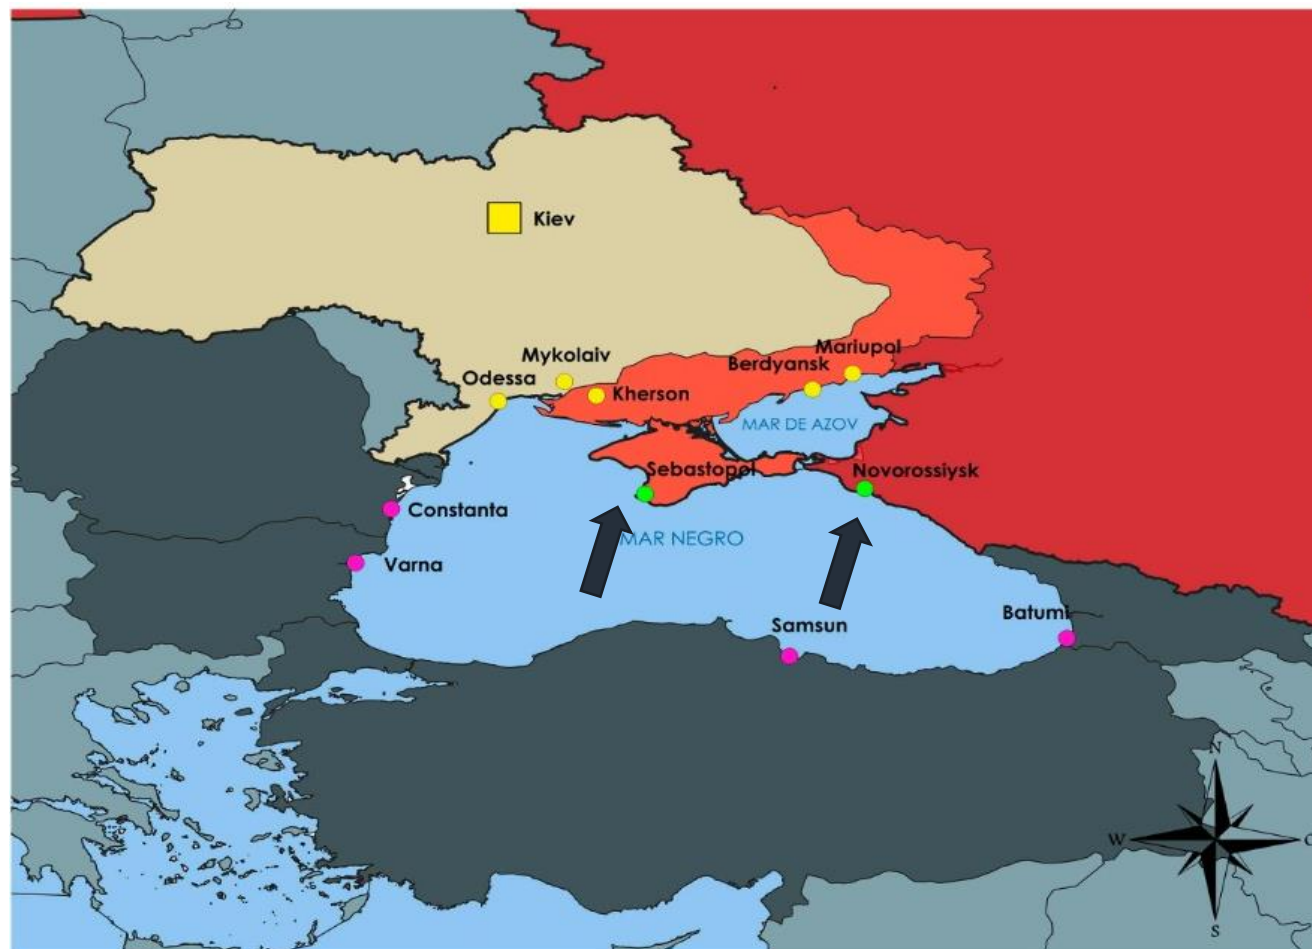 Kiev
Mykolaiv
Mariupol
Berdyansk
Odessa
Kherson
MAR DE AZOV
Sebastopol
Novorossiysk
Constanta
MAR NEGRO
Varna
Batumi
Samsun
N
W
O
S